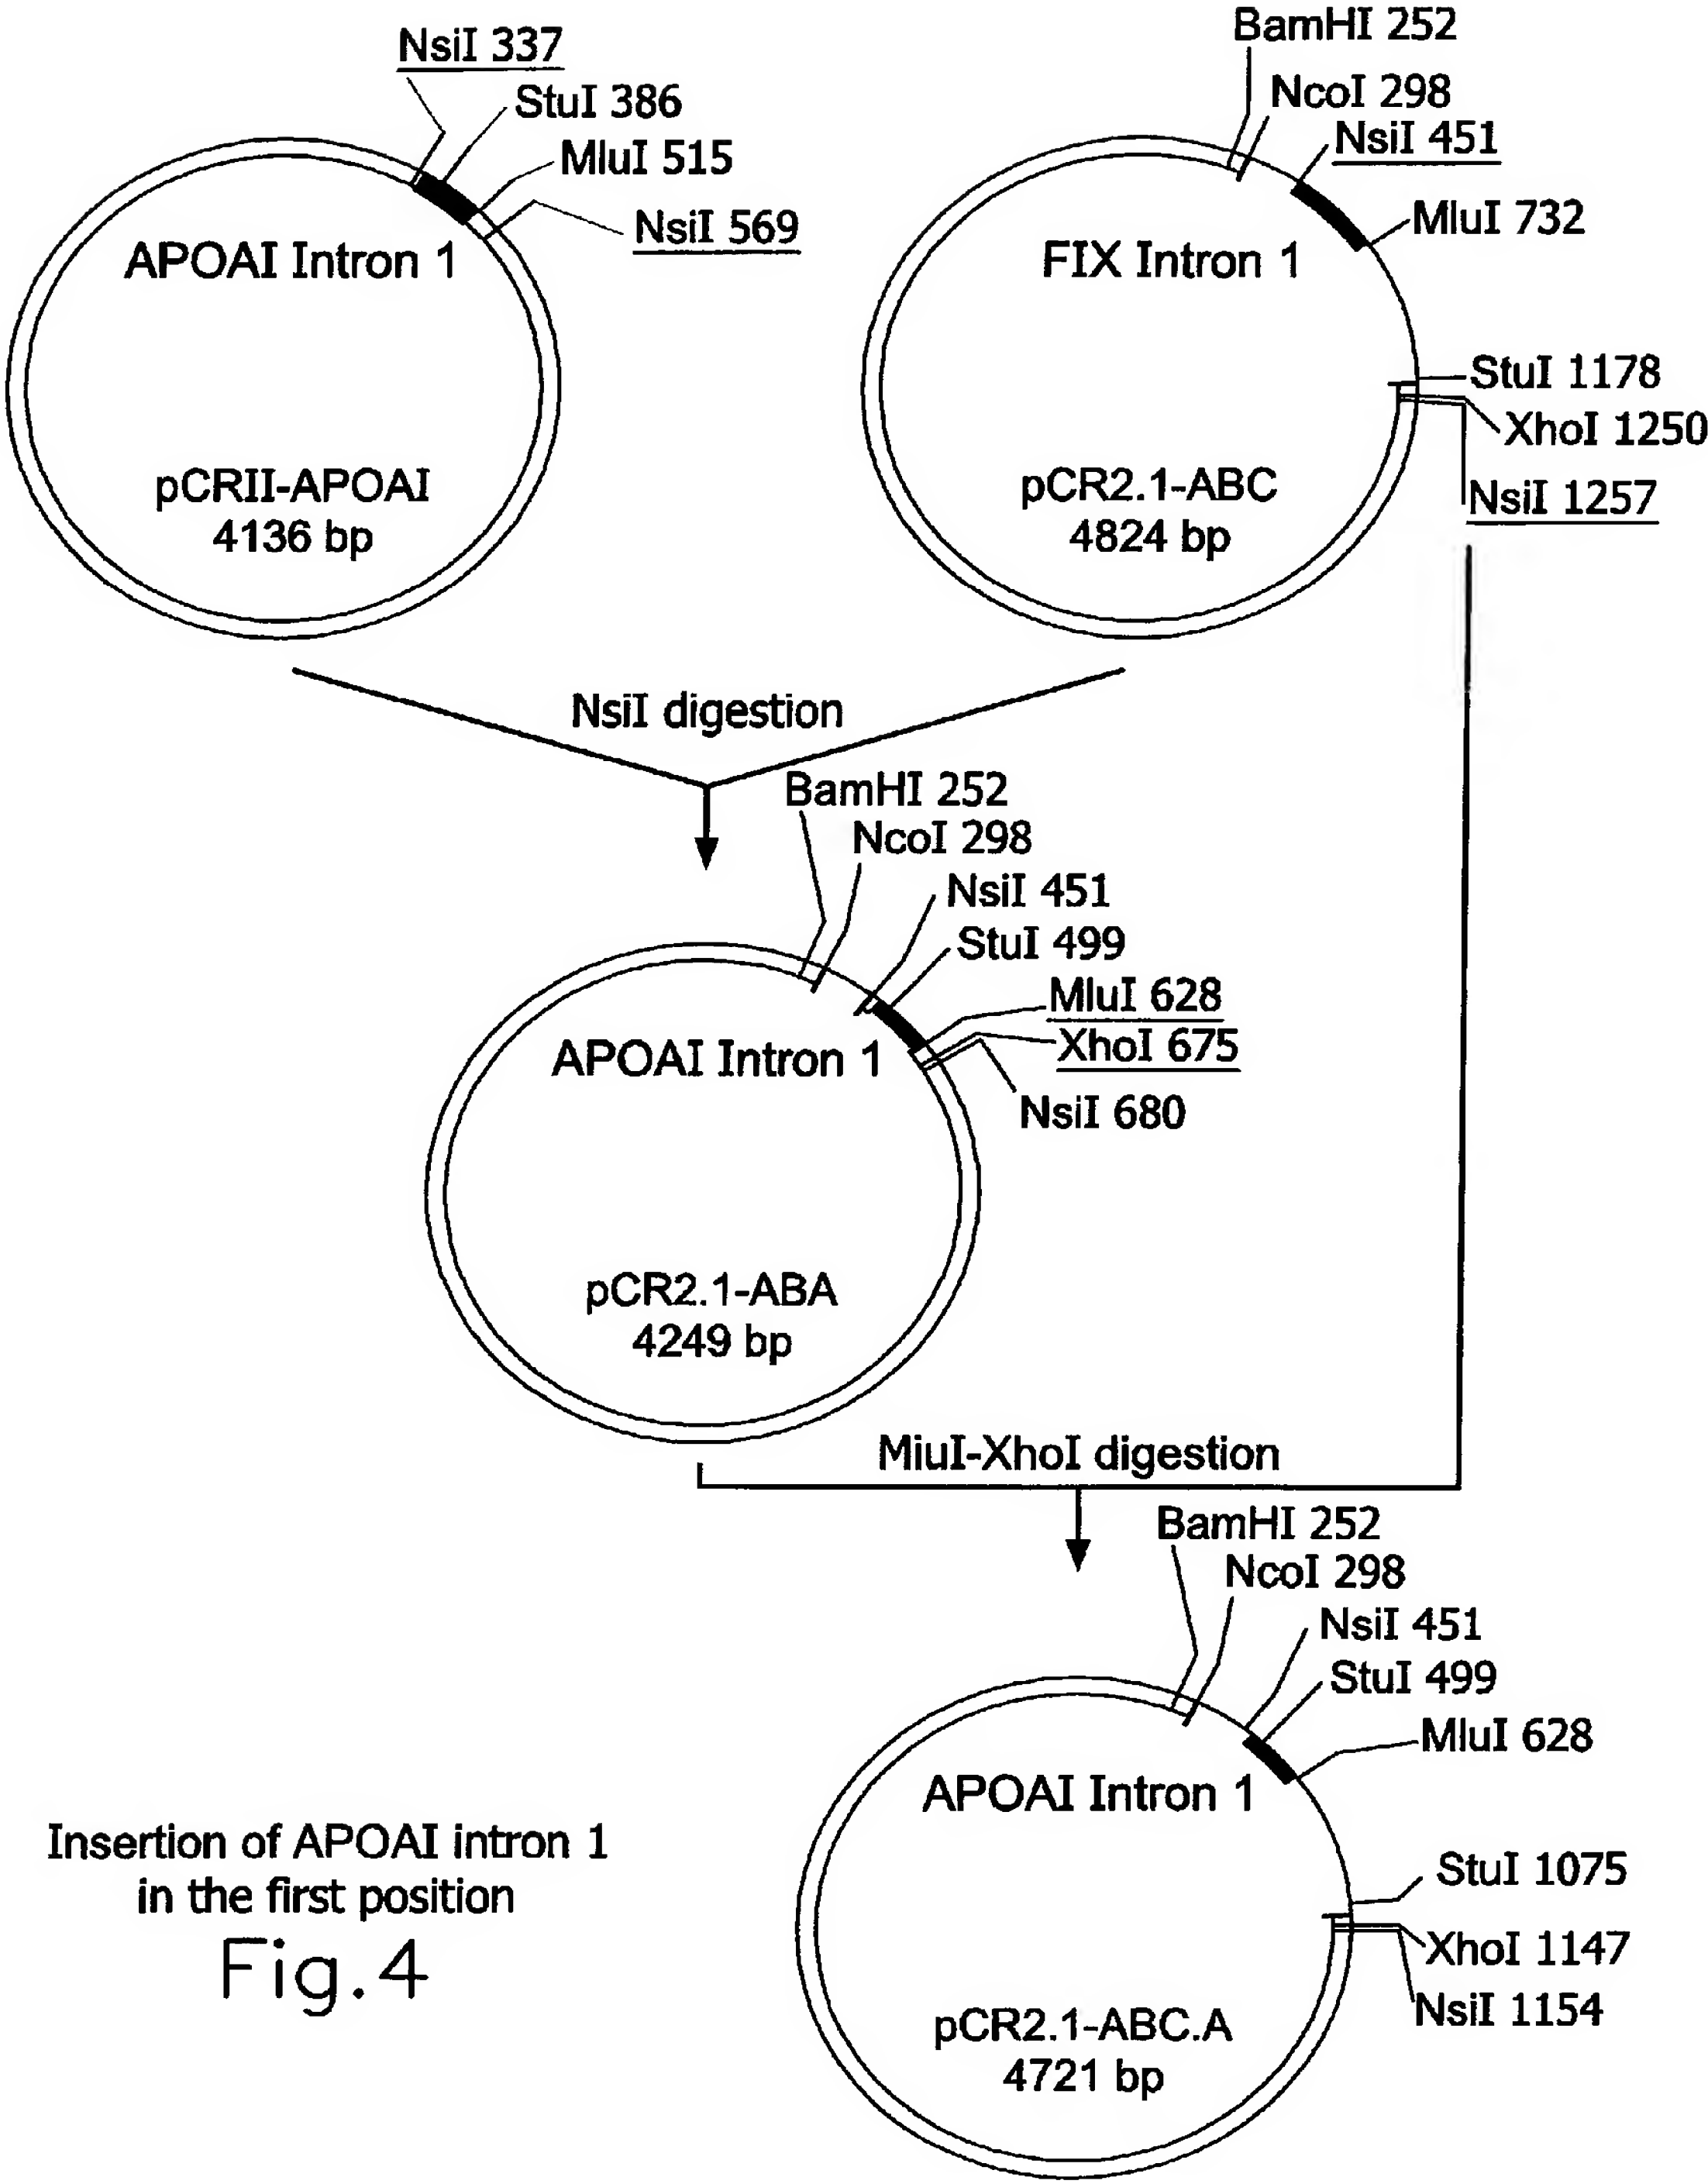 NsiI 337
StuI 386
MluI 515
NsiI 569
APOAI Intron 1
pCRII-APOAI
4136 bp
BamHI 252
NcoI 298
NsiI 451
MluI 732
FIX Intron 1
StuI 1178
XhoI 1250
NsiI 1257
pCR2.1-ABC
4824 bp
NsiI digestion
BamHI 252
NcoI 298
NsiI 451
StuI 499
MluI 628
XhoI 675
NsiI 680
APOAI Intron 1
pCR2.1-ABA
4249 bp
MiuI-XhoI digestion
BamHI 252
NcoI 298
NsiI 451
StuI 499
MluI 628
APOAI Intron 1
StuI 1075
XhoI 1147
NsiI 1154
pCR2.1-ABC.A
4721 bp
Insertion of APOAI intron 1
in the first position
Fig.4